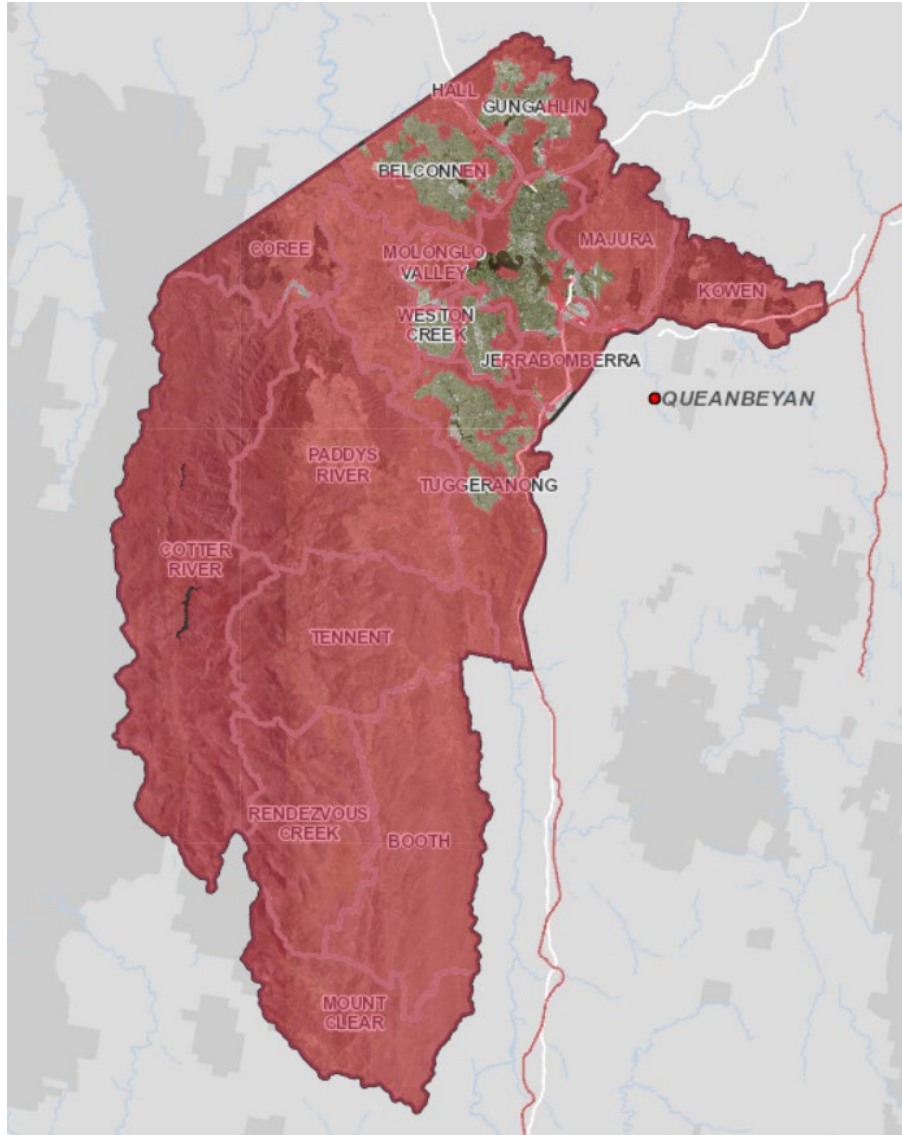 HALL
GUNGAHLIN
BELCONNEN
COREE
MOLONGLO
VALLEY
MAJURA
KOWEN
WESTON
CREEK
JERRABOMBERRA
QUEANBEYAN
PADDYS
RIVER
TUGGERANONG
COTTER
RIVER
TENNENT
RENDEZVOUS
CREEK
BOOTH
MOUNT
CLEAR